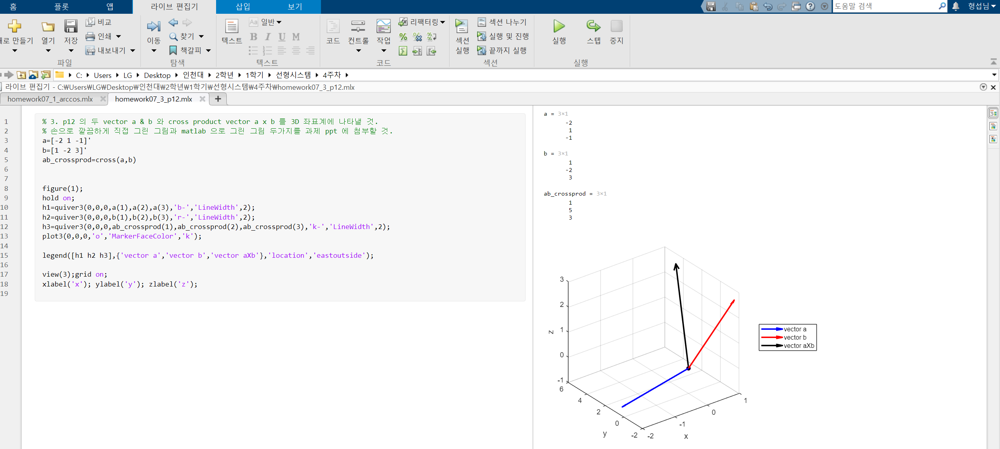 홈 플롯 앱 라이브 편집기 삽입 보기 도움말 검색 형섭님
새로 만들기 열기 저장 비교 인쇄 내보내기 이동 찾기 책갈피 텍스트 Aa 일반 B I U M 코드 컨트롤 작업 리팩터링 섹션 실행 섹션 나누기 실행 및 진행 끝까지 실행 실행 스텝 중지
파일 탐색 텍스트 코드 섹션 실행
C: Users LG Desktop 인천대 2학년 1학기 선형시스템 4주차
라이브 편집기 - C:₩Users₩LG₩Desktop₩인천대₩2학년₩1학기₩선형시스템₩4주차₩homework07_3_p12.mlx
homework07_1_arccos.mlx homework07_3_p12.mlx
1 % 3. p12 의 두 vector a & b 와 cross product vector a x b 를 3D 좌표계에 나타낼 것.
2 % 손으로 깔끔하게 직접 그린 그림과 matlab 으로 그린 그림 두가지를 과제 ppt 에 첨부할 것.
3 a=[-2 1 -1]'
4 b=[1 -2 3]'
5 ab_crossprod=cross(a,b)
6
7
8 figure(1);
9 hold on;
10 h1=quiver3(0,0,0,a(1),a(2),a(3),'b-','LineWidth',2);
11 h2=quiver3(0,0,0,b(1),b(2),b(3),'r-','LineWidth',2);
12 h3=quiver3(0,0,0,ab_crossprod(1),ab_crossprod(2),ab_crossprod(3),'k-','LineWidth',2);
13 plot3(0,0,0,'o','MarkerFaceColor','k');
14
15 legend([h1 h2 h3],{'vector a','vector b','vector aXb'},'location','eastoutside');
16
17 view(3);grid on;
18 xlabel('x'); ylabel('y'); zlabel('z');
19
a = 3×1
-2
1
-1
b = 3×1
1
-2
3
ab_crossprod = 3×1
1
5
3
3
2
1
0
-1
z
6
4
2
0
-2
y
-2
-1
0
1
x
vector a
vector b
vector aXb